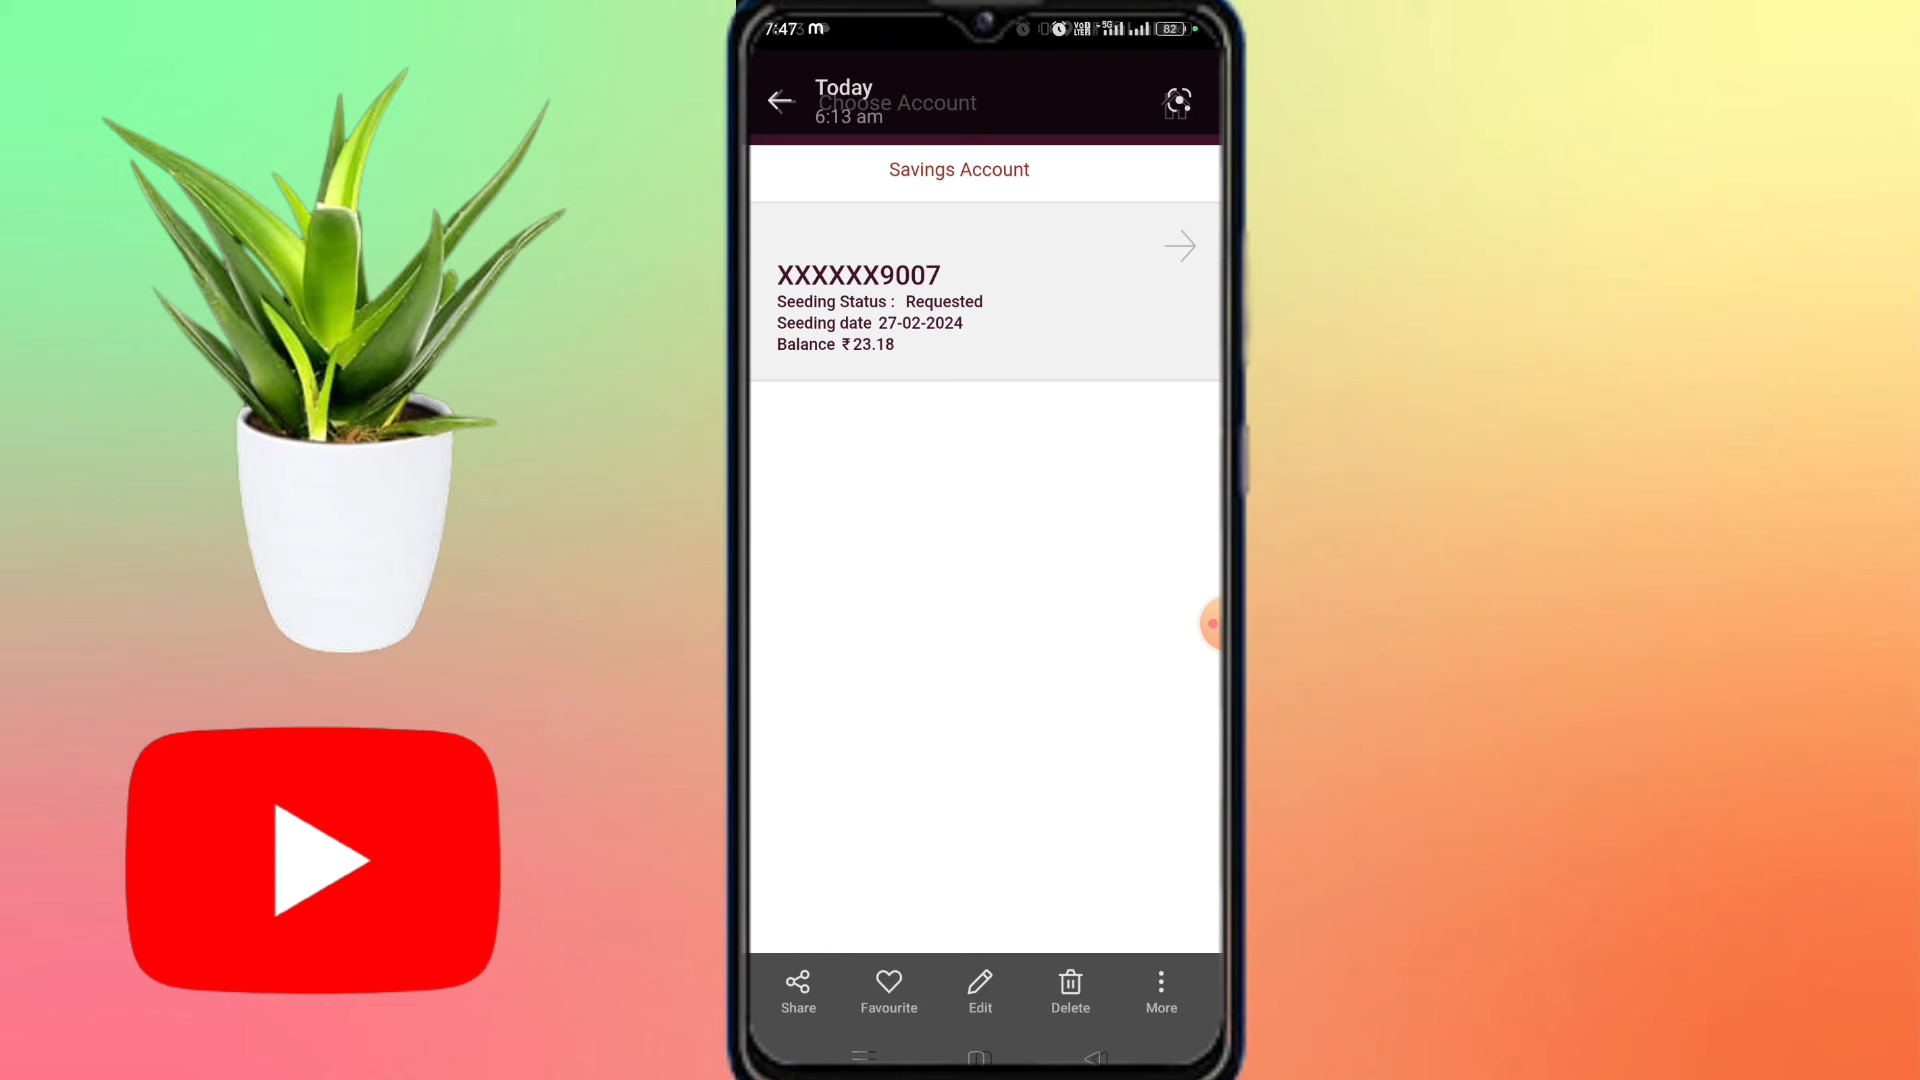 7:47 m
82
Today
Choose Account
6:13 am
Savings Account
XXXXXX9007
Seeding Status : Requested
Seeding date 27-02-2024
Balance ₹ 23.18
Share
Favourite
Edit
Delete
More